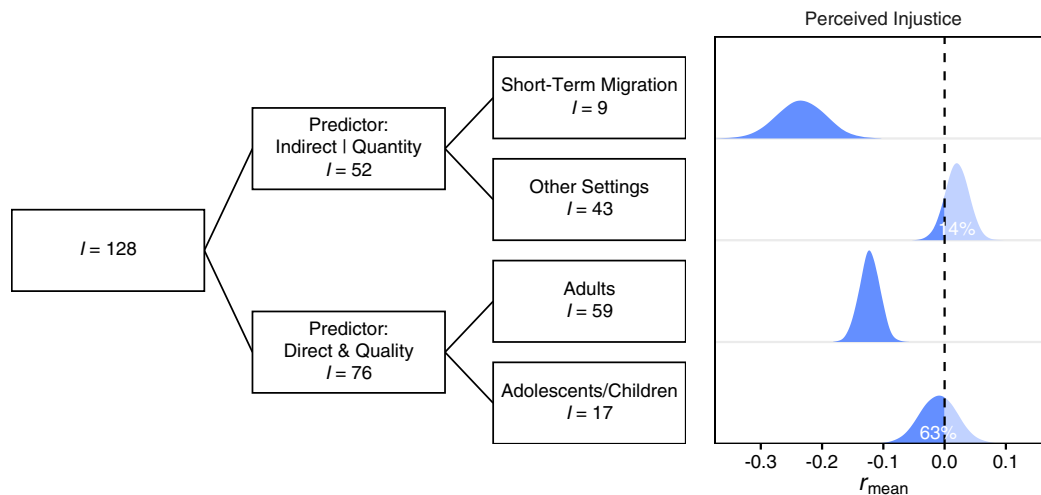 Perceived Injustice
Short-Term Migration
l = 9
Predictor:
Indirect | Quantity
l = 52
Other Settings
l = 43
14%
l = 128
Adults
l = 59
Predictor:
Direct & Quality
l = 76
Adolescents/Children
l = 17
63%
-0.3 -0.2 -0.1 0.0 0.1
rmean